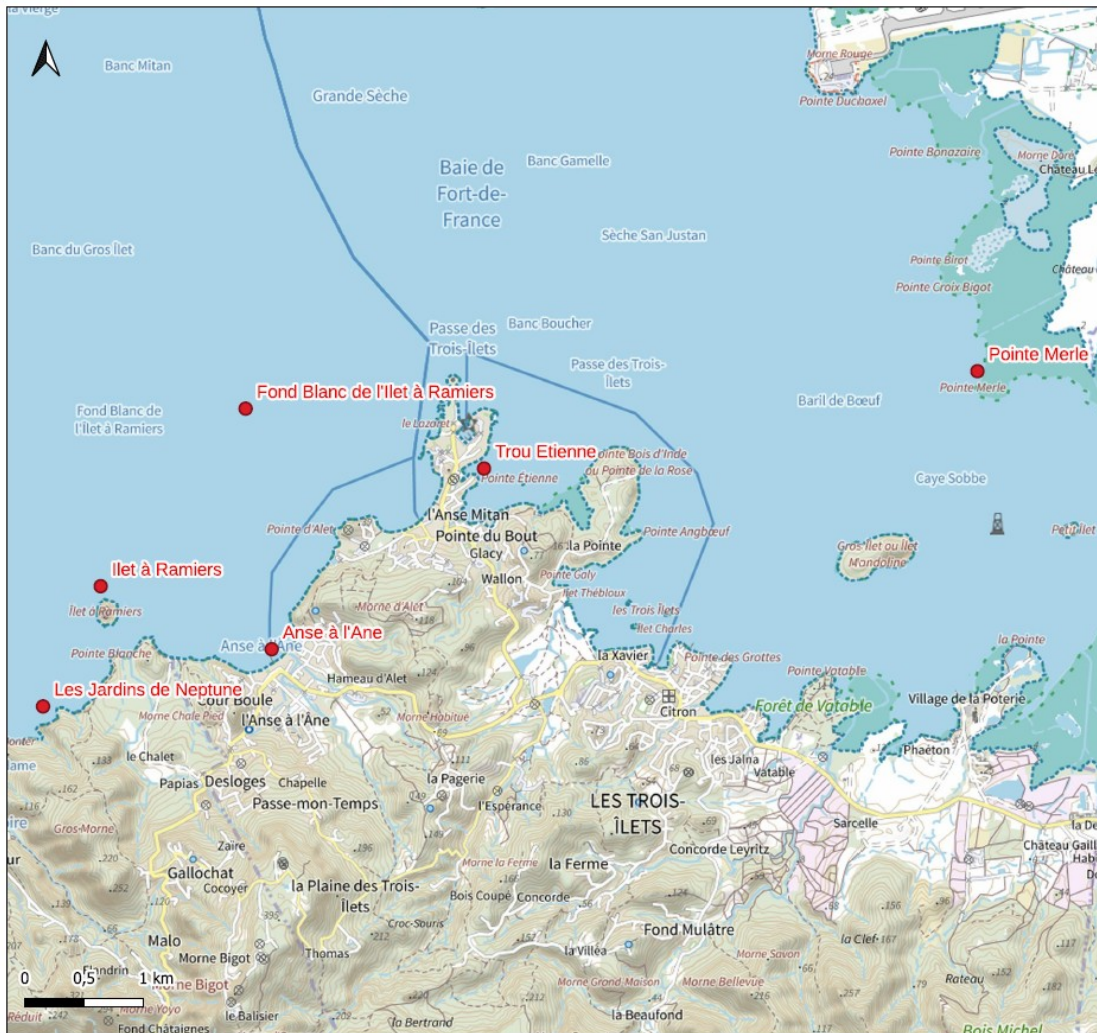 la Vierge
Banc Mitan
Grande Sèche
Morne Rouge
Pointe Duchaxel
Pointe Bonazaire
Morne Doré
Banc Gamelle
Baie de
Fort-de-
France
Banc du Gros Îlet
Sèche San Justan
Pointe Birot
Pointe Croix Bigot
Château
Passe des
Trois-Îlets
Banc Boucher
Passe des Trois-
Îlets
Pointe Merle
Pointe Merle
Fond Blanc de l'Ilet à Ramiers
Fond Blanc de
l'Îlet à Ramiers
le Lazaret
Baril de Bœuf
Trou Etienne
Pointe Étienne
Pointe Bois d'Inde
ou Pointe de la Rose
Caye Sobbe
Pointe d'Alet
l'Anse Mitan
Pointe du Bout
Glacy
Wallon
la Pointe
Pointe Angbœuf
Gros Îlet ou Îlet
Mandoline
Petit Îlet
Ilet à Ramiers
Îlet à Ramiers
Pointe Galy
Ilet Thébloux
les Trois Îlets
Îlet Charles
Morne d'Alet
Anse à l'Ane
Anse à l'Ane
Pointe Blanche
la Xavier
Pointe des Grottes
la Pointe
Pointe Vatable
Les Jardins de Neptune
Cour Boule
Hameau d'Alet
Morne Chale Pied
l'Anse à l'Âne
Morne Habitué
Citron
Forêt de Vatable
Village de la Poterie
Phaéton
le Chalet
Papias
Desloges
Chapelle
la Pagerie
les Jalna
Vatable
Passe-mon-Temps
l'Espérance
LES TROIS-
ÎLETS
Sarcelle
Gros-Morne
Zaire
Gallochat
Cocoyer
Morne la Ferme
la Ferme
Concorde Leyritz
Château Gaill
la Plaine des Trois-
Îlets
Bois Coupé
Concorde
Croc-Souris
Fond Mulâtre
la Clef
Malo
Morne Bigot
Thomas
la Villéa
Morne Savon
Morne Bigot
Morne Grand-Maison
Morne Bellevue
Rateau
0 0,5 1 km
Morne Yoyo
le Balisier
la Bertrand
la Beaufond
Fond Châtaignes
Bois Michel